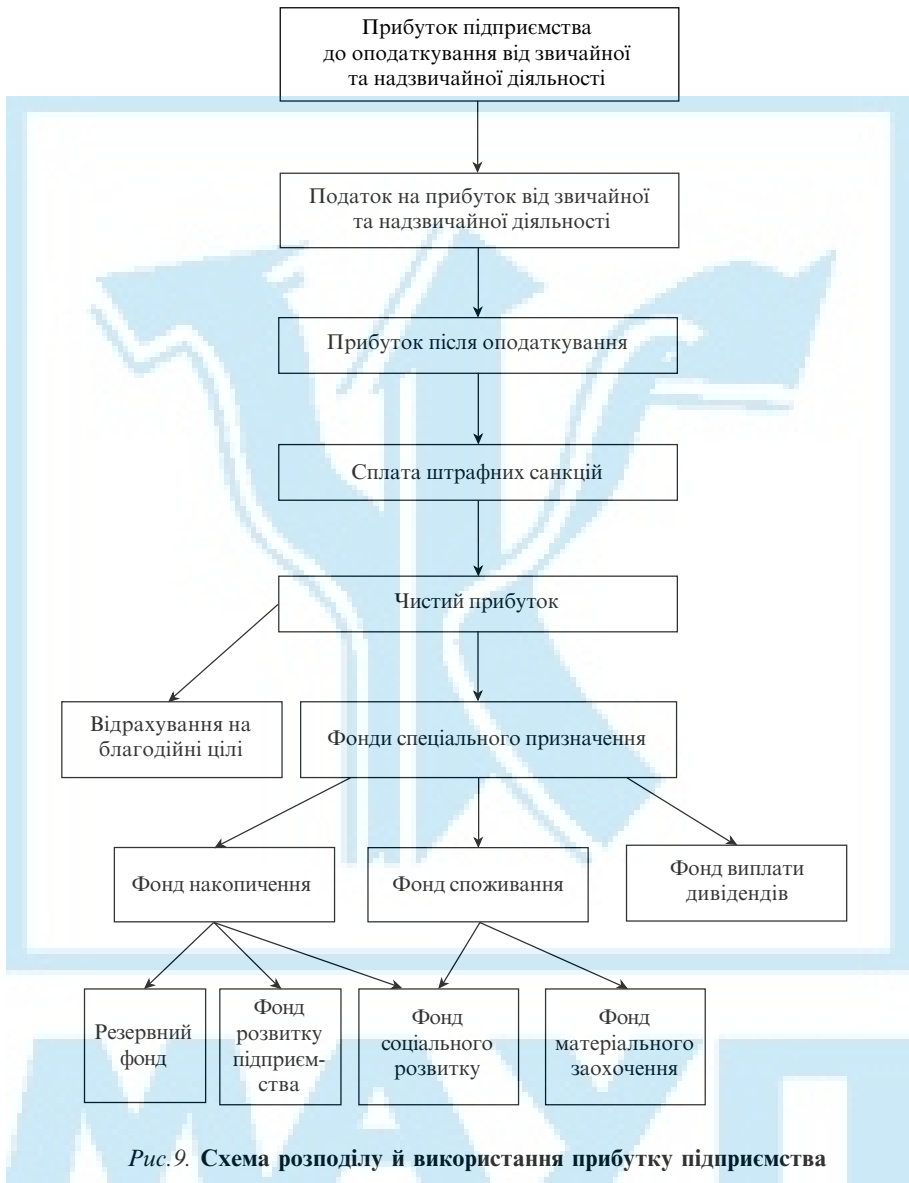 Прибуток підприємства
до оподаткування від звичайної
та надзвичайної діяльності
Податок на прибуток від звичайної
та надзвичайної діяльності
Прибуток після оподаткування
Сплата штрафних санкцій
Чистий прибуток
Відрахування на
благодійні цілі
Фонди спеціального призначення
Фонд накопичення
Фонд споживання
Фонд виплати
дивідендів
Резервний
фонд
Фонд
розвитку
підприєм-
ства
Фонд
соціального
розвитку
Фонд
матеріального
заохочення
МАУП
Рис.9. Схема розподілу й використання прибутку підприємства